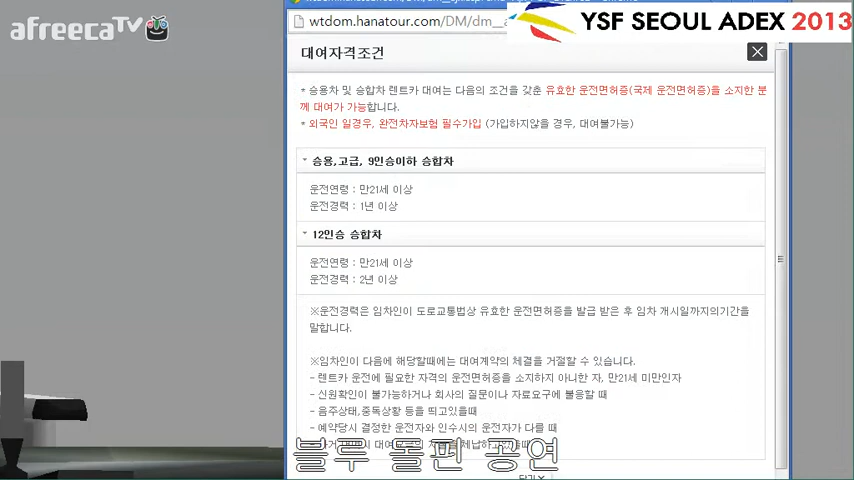 afreecaTV
wtdom.hanatour.com/DM/dm_
YSF SEOUL ADEX 2013
대여자격조건
* 승용차 및 승합차 렌트카 대여는 다음의 조건을 갖춘 유효한 운전면허증(국제 운전면허증)을 소지한 분
께 대여가 가능합니다.
* 외국인 일경우, 완전차자보험 필수가입 (가입하지않을 경우, 대여불가능)
승용,고급, 9인승이하 승합차
운전연령 : 만21세 이상
운전경력 : 1년 이상
12인승 승합차
운전연령 : 만21세 이상
운전경력 : 2년 이상
※운전경력은 임차인이 도로교통법상 유효한 운전면허증을 발급 받은 후 임차 개시일까지의기간을
말합니다.
※임차인이 다음에 해당할때에는 대여계약의 체결을 거절할 수 있습니다.
- 렌트카 운전에 필요한 자격의 운전면허증을 소지하지 아니한 자, 만21세 미만인자
- 신원확인이 불가능하거나 회사의 질문이나 자료요구에 불응할 때
- 음주상태,중독상황 등을 띄고있을때
- 예약당시 결정한 운전자와 인수시의 운전자가 다를 때
블루 돌핀 공연